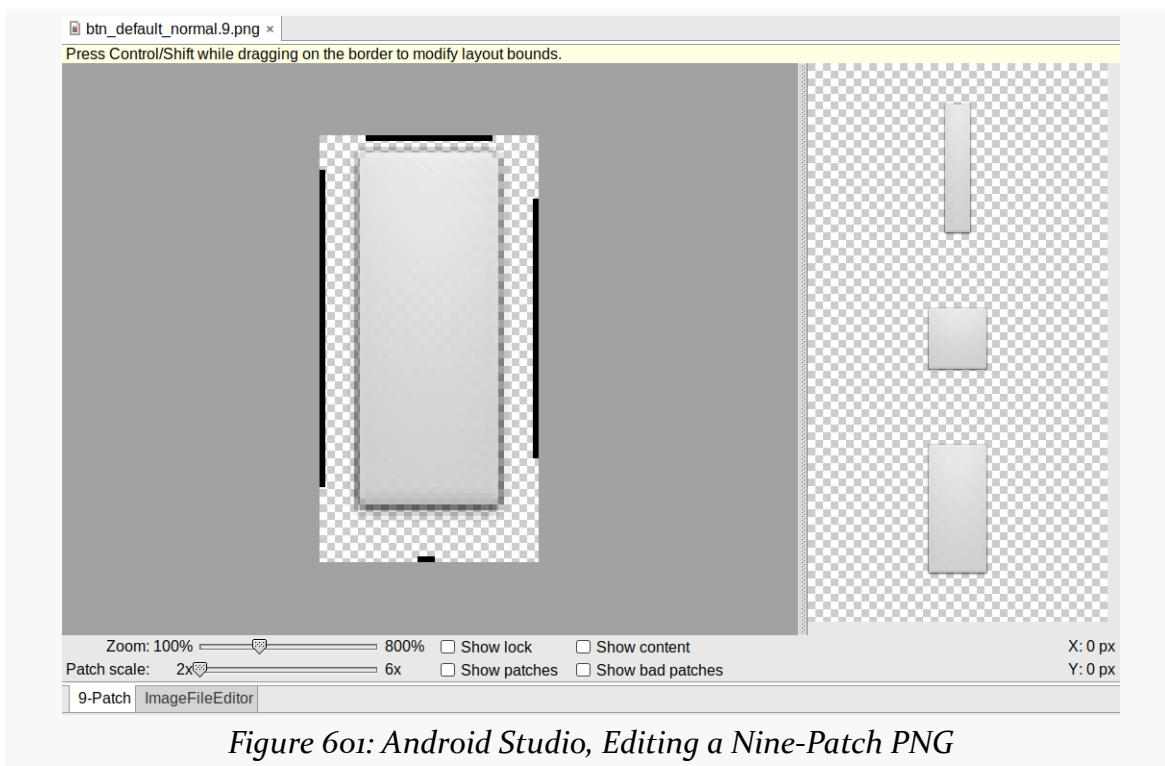 btn_default_normal.9.png ×
Press Control/Shift while dragging on the border to modify layout bounds.
Zoom: 100% 800% Show lock Show content X: 0 px
Patch scale: 2x 6x Show patches Show bad patches Y: 0 px
9-Patch ImageFileEditor
Figure 601: Android Studio, Editing a Nine-Patch PNG